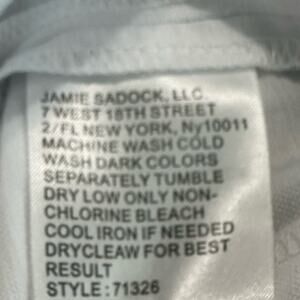 JAMIE SADOCK, LLC.
7 WEST 18TH STREET
2/FL NEW YORK, Ny10011
MACHINE WASH COLD
WASH DARK COLORS
SEPARATELY TUMBLE
DRY LOW ONLY NON-
CHLORINE BLEACH
COOL IRON IF NEEDED
DRYCLEAW FOR BEST
RESULT
STYLE:71326